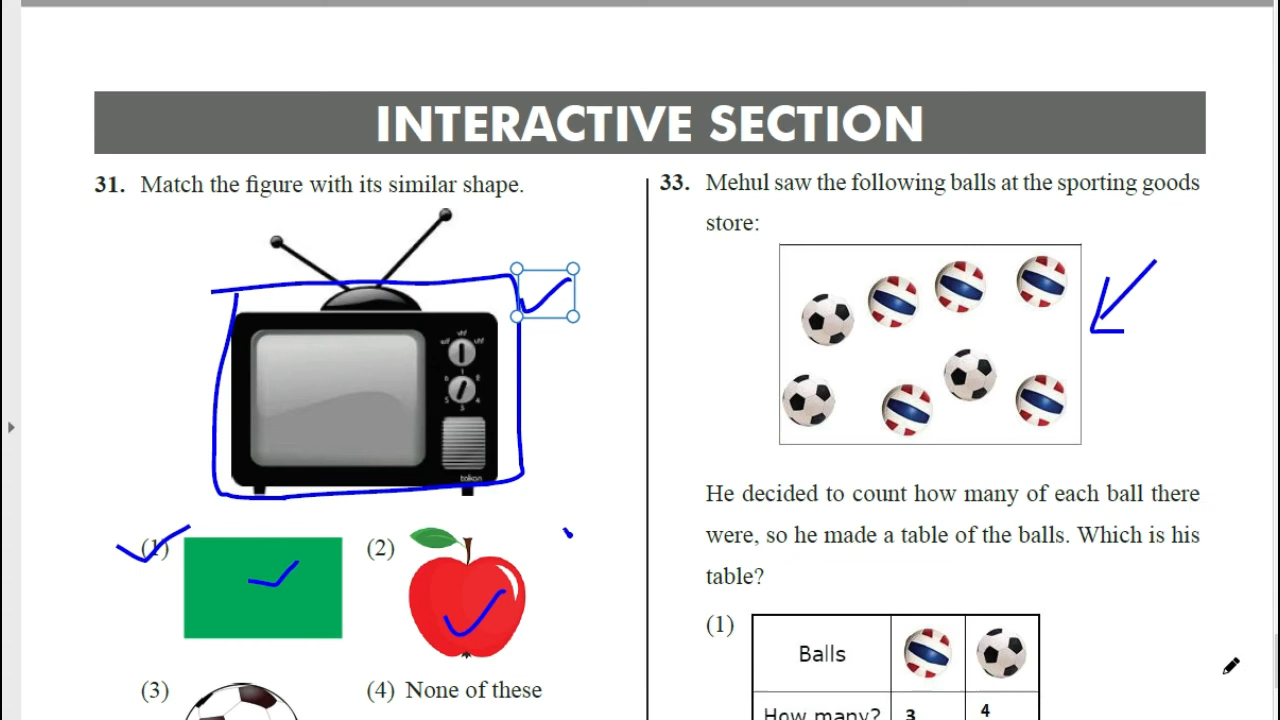 INTERACTIVE SECTION
31. Match the figure with its similar shape.
talkon
(1)
(2)
(3)
(4) None of these
33. Mehul saw the following balls at the sporting goods
store:
He decided to count how many of each ball there
were, so he made a table of the balls. Which is his
table?
(1)
Balls
How many? 3 4